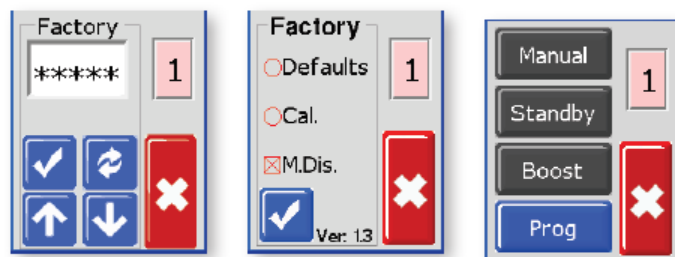 Factory
*****
1
Factory
Defaults
1
Cal.
M.Dis.
Ver: 1.3
Manual
1
Standby
Boost
Prog